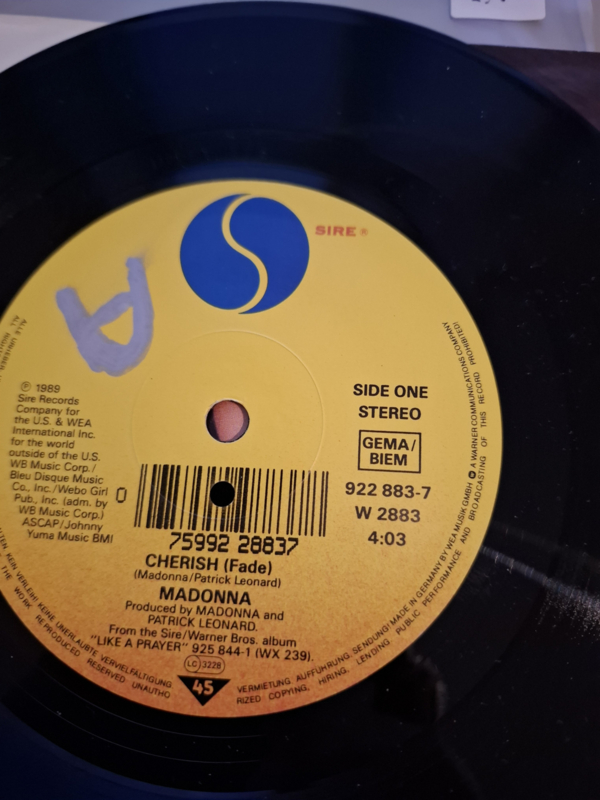 SIRE®
A
℗ 1989
Sire Records
Company for
the U.S. & WEA
International Inc.
for the world
outside of the U.S.
WB Music Corp./
Bleu Disque Music
Co., Inc./Webo Girl
Pub., Inc. (adm. by
WB Music Corp.)
ASCAP/Johnny
Yuma Music BMI
SIDE ONE
STEREO
GEMA/
BIEM
922 883-7
W 2883
4:03
0
75992 28837
CHERISH (Fade)
(Madonna/Patrick Leonard)
MADONNA
Produced by MADONNA and
PATRICK LEONARD.
From the Sire/Warner Bros. album
"LIKE A PRAYER" 925 844-1 (WX 239).
LC 3228
45
KEIN VERLEIH! KEINE UNERLAUBTE VERVIELFÄLTIGUNG
VERMIETUNG, AUFFÜHRUNG, SENDUNG! MADE IN GERMANY BY WEA MUSIK GMBH A WARNER COMMUNICATIONS COMPANY
REPRODUCED RESERVED UNAUTHO
RIZED COPYING, HIRING, LENDING PUBLIC PERFORMANCE AND BROADCASTING OF THIS RECORD PROHIBITED!